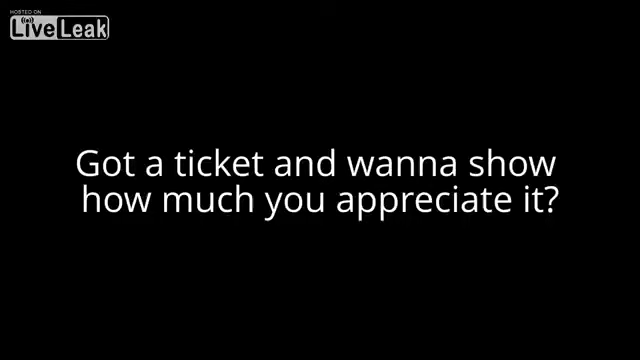 HOSTED ON
LiveLeak
Got a ticket and wanna show
how much you appreciate it?